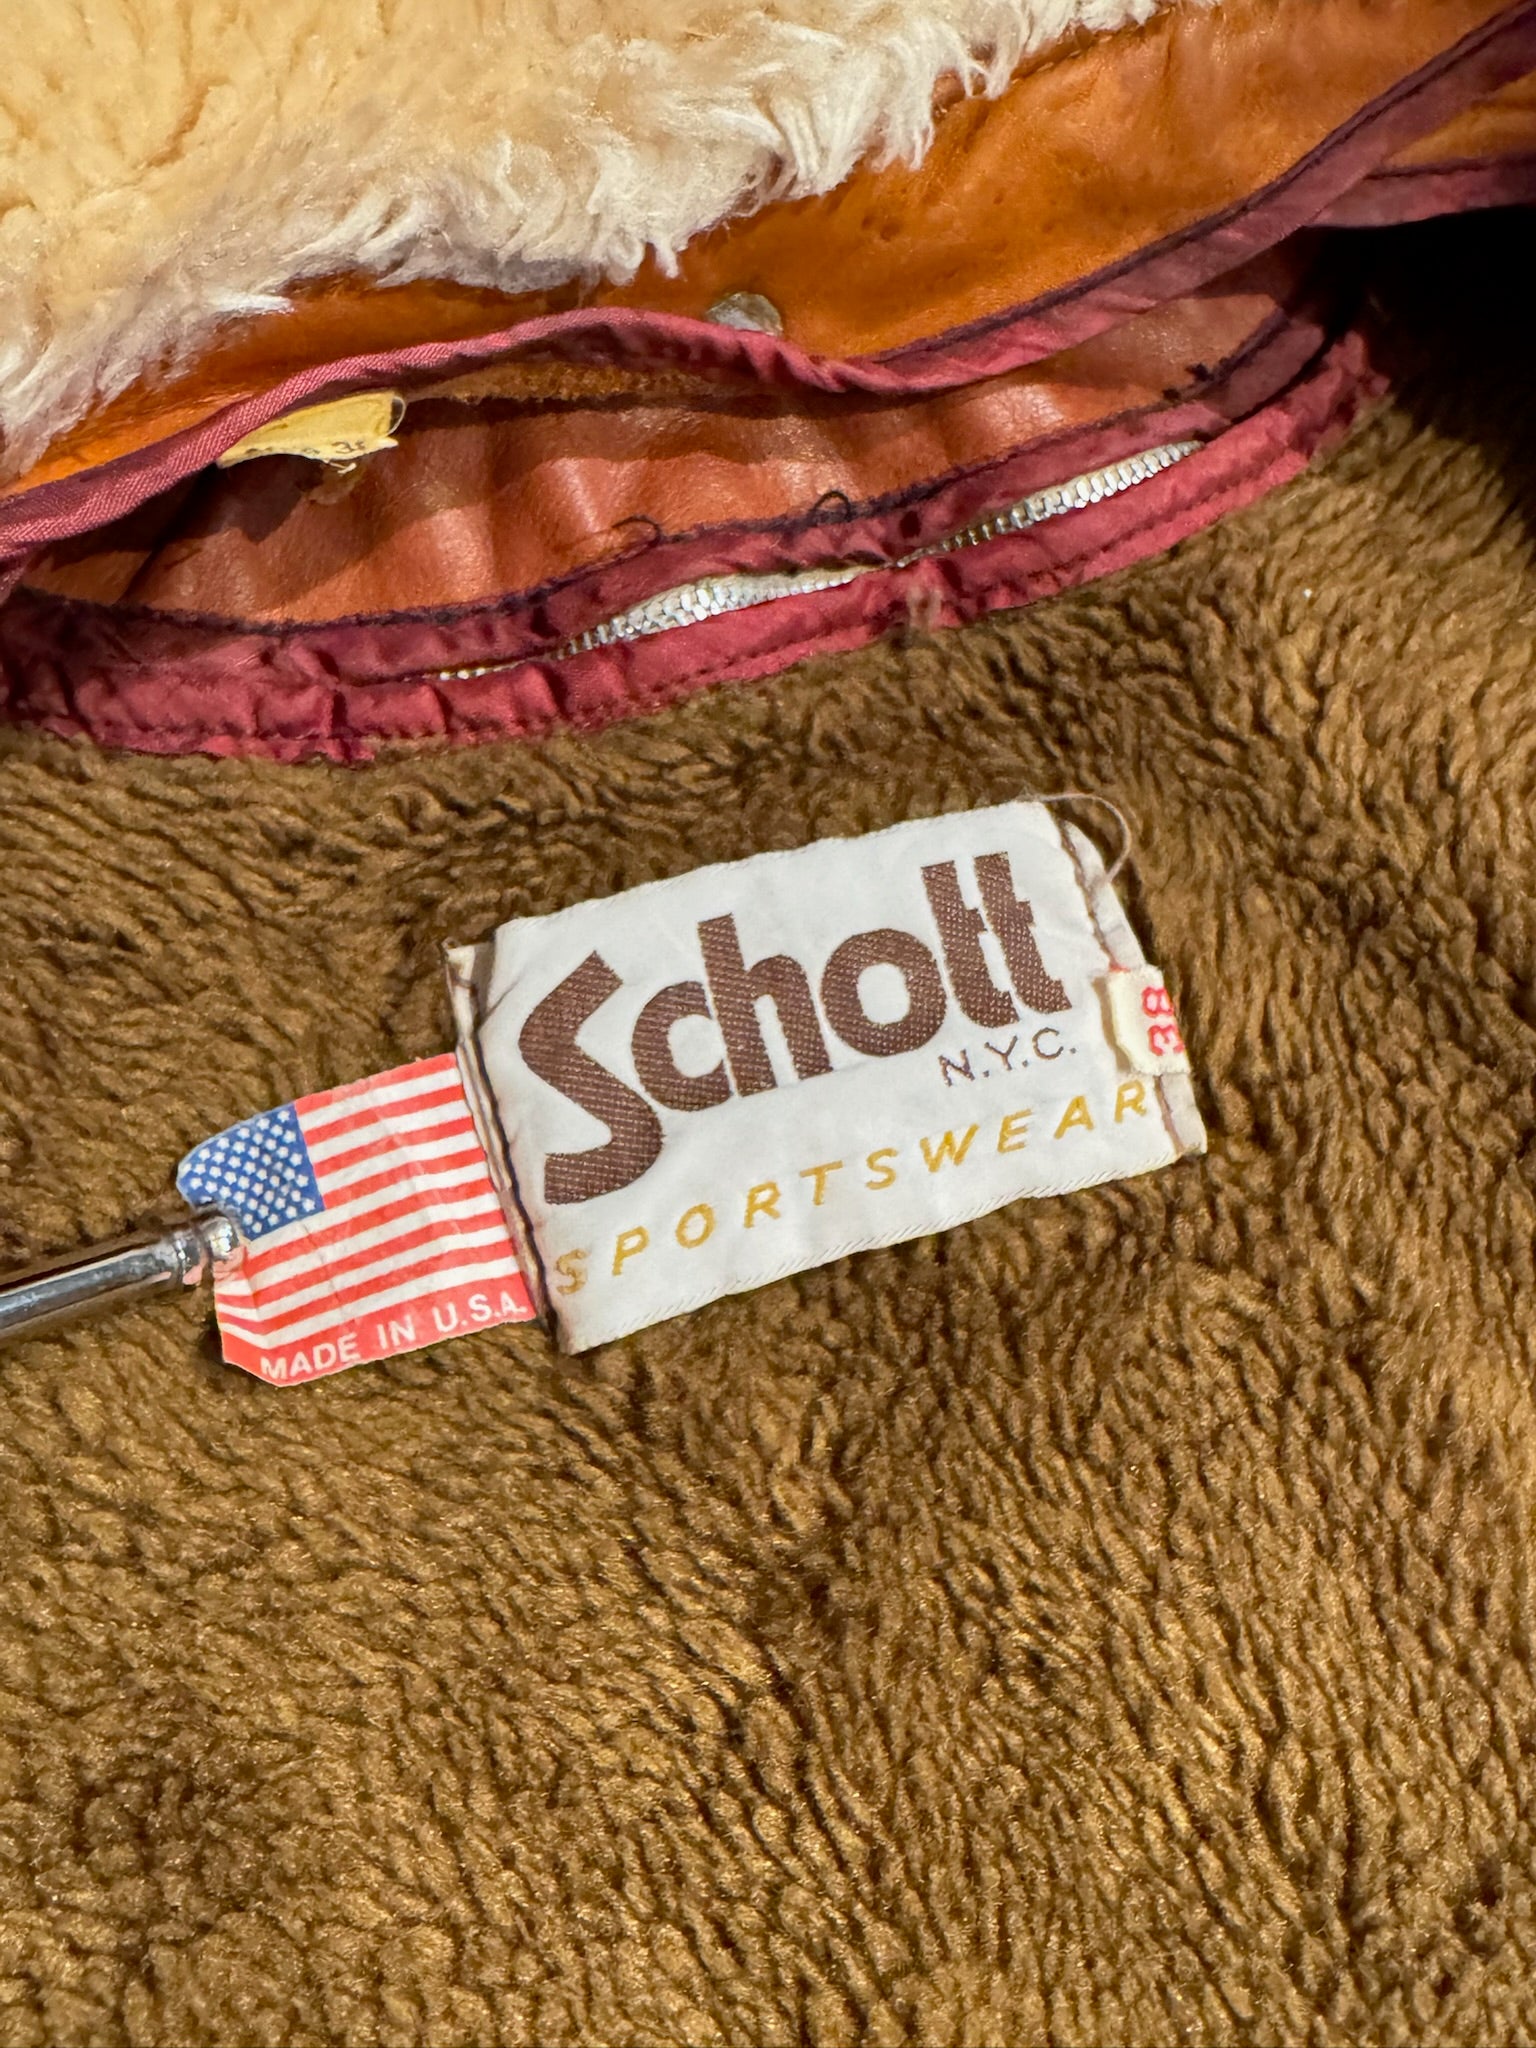 Schott
N.Y.C.
SPORTSWEAR
38
MADE IN U.S.A.